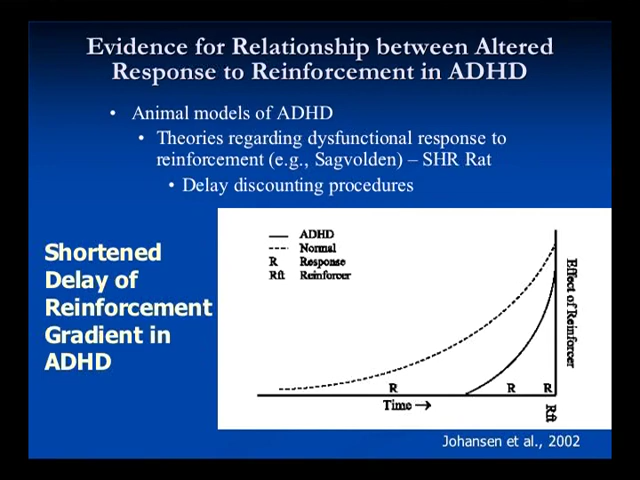 Evidence for Relationship between Altered
Response to Reinforcement in ADHD
• Animal models of ADHD
• Theories regarding dysfunctional response to
reinforcement (e.g., Sagvolden) – SHR Rat
• Delay discounting procedures
Shortened
Delay of
Reinforcement
Gradient in
ADHD
ADHD
Normal
R Response
Rft Reinforcer
Effect of Reinforcer
R R R
Time →
Rft
Johansen et al., 2002